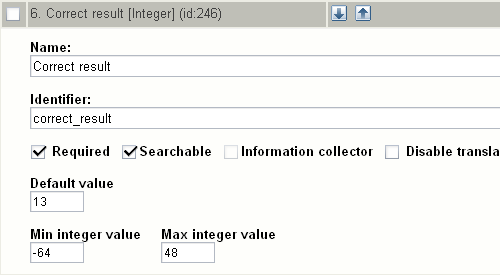 6. Correct result [Integer] (id:246)
Name:
Correct result
Identifier:
correct_result
Required Searchable Information collector Disable transla
Default value
13
Min integer value Max integer value
-64 48